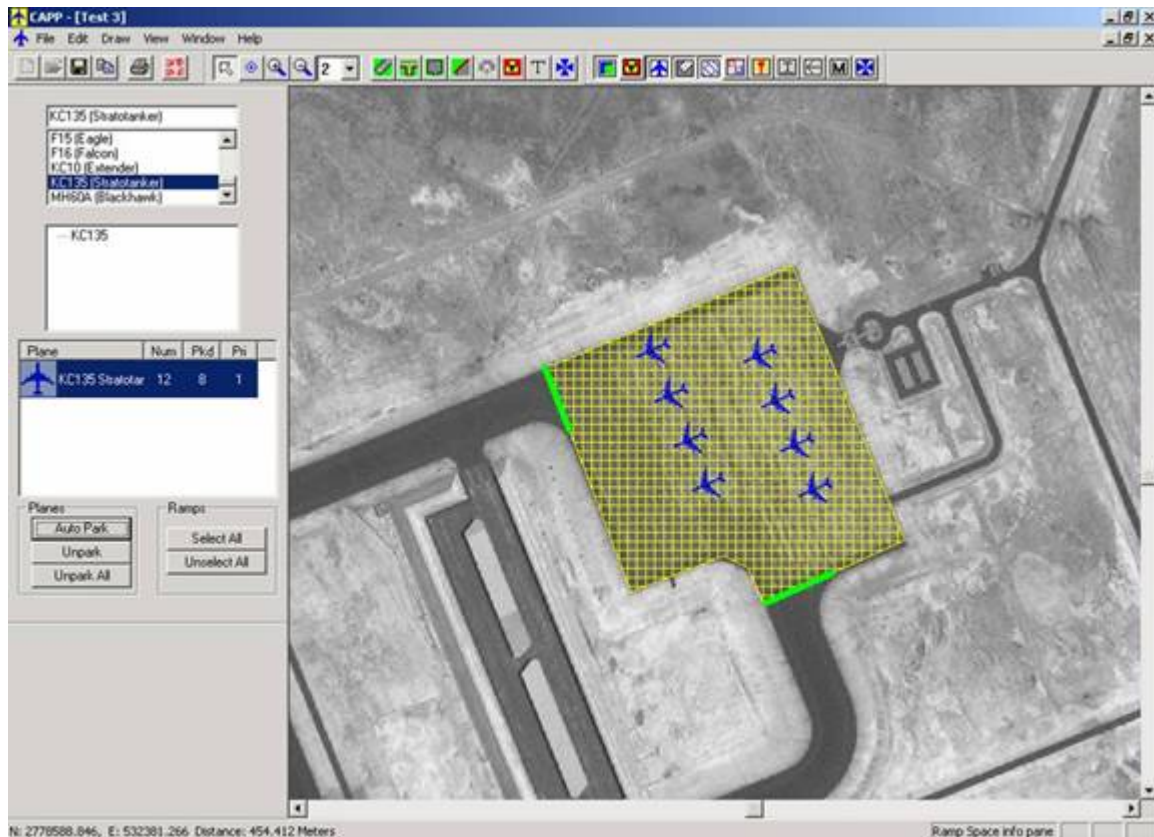 CAPP - [Test 3]
File Edit Draw View Window Help
2 T M
KC135 (Stratotanker)
F15 (Eagle)
F16 (Falcon)
KC10 (Extender)
KC135 (Stratotanker)
MH60A (Blackhawk)
KC135
Plane Num Pkd Pri
KC135 Stratotar 12 8 1
Planes Ramps
Auto Park Select All
Unpark Unselect All
Unpark All
N: 2778588.846, E: 532381.266 Distance: 454.412 Meters Ramp Space info pane